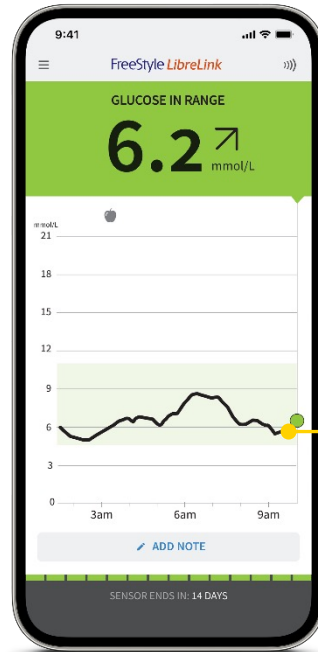 9:41
FreeStyle LibreLink
GLUCOSE IN RANGE
6.2
mmol/L
mmol/L
21
18
15
12
9
6
3
0
3am 6am 9am
ADD NOTE
SENSOR ENDS IN: 14 DAYS